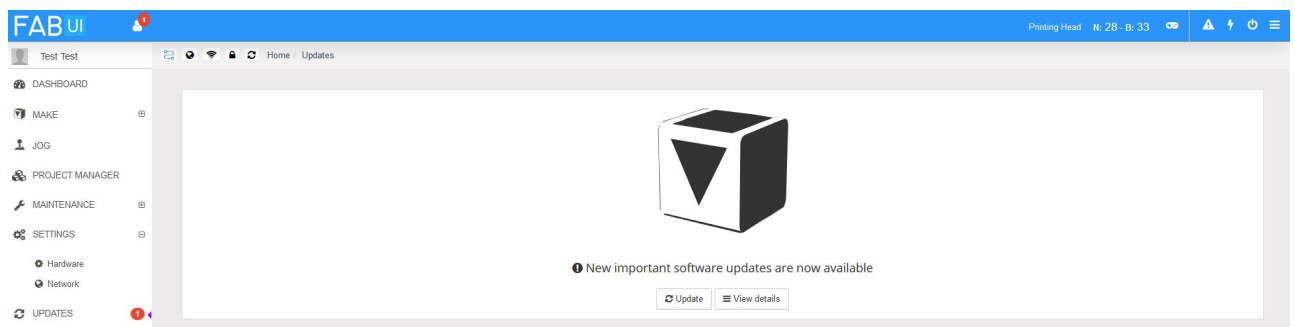 FABUI 1 Printing Head N: 28 - B: 33
Test Test Home / Updates
DASHBOARD
MAKE
JOG
PROJECT MANAGER
MAINTENANCE
SETTINGS
Hardware
Network
UPDATES 1
New important software updates are now available
Update View details